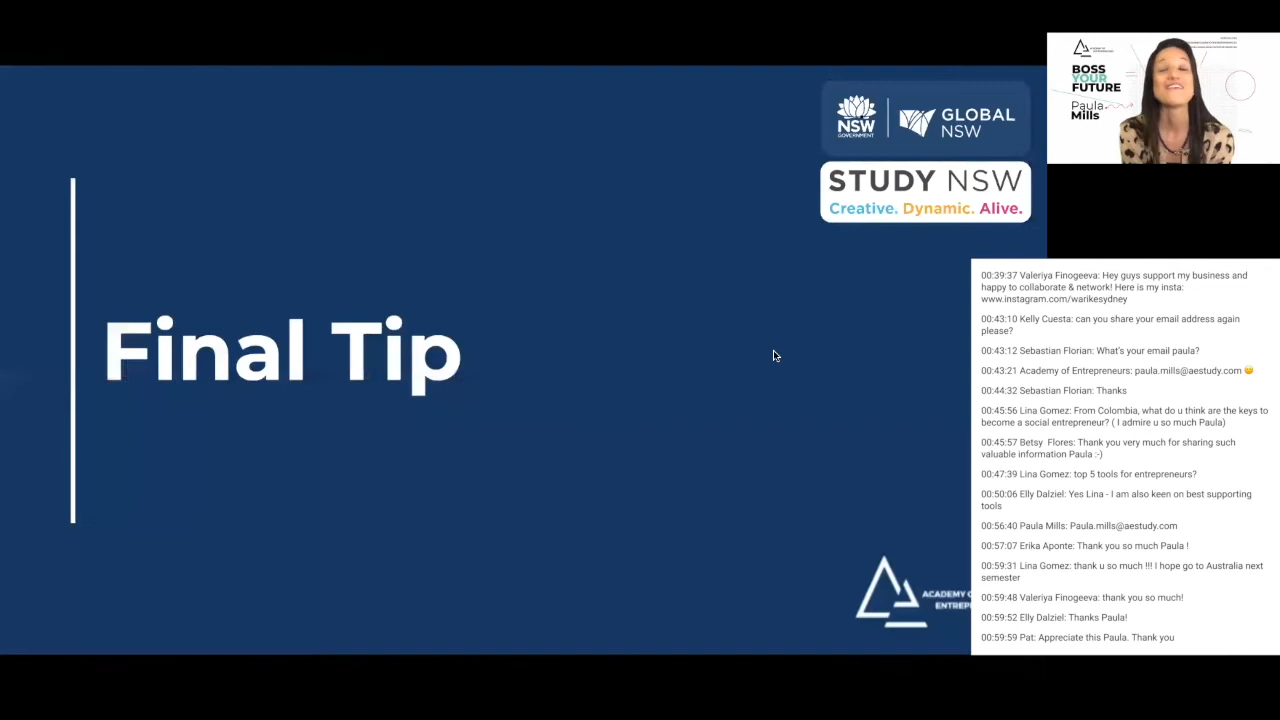 NSW
GOVERNMENT
GLOBAL
NSW
STUDY NSW
Creative. Dynamic. Alive.
Final Tip
ACADEMY O
ENTREP
BOSS
YOUR
FUTURE
Paula
Mills
00:39:37 Valeriya Finogeeva: Hey guys support my business and
happy to collaborate & network! Here is my insta:
www.instagram.com/warikesydney
00:43:10 Kelly Cuesta: can you share your email address again
please?
00:43:12 Sebastian Florian: What's your email paula?
00:43:21 Academy of Entrepreneurs: paula.mills@aestudy.com 🙂
00:44:32 Sebastian Florian: Thanks
00:45:56 Lina Gomez: From Colombia, what do u think are the keys to
become a social entrepreneur? ( I admire u so much Paula)
00:45:57 Betsy Flores: Thank you very much for sharing such
valuable information Paula :-)
00:47:39 Lina Gomez: top 5 tools for entrepreneurs?
00:50:06 Elly Dalziel: Yes Lina - I am also keen on best supporting
tools
00:56:40 Paula Mills: Paula.mills@aestudy.com
00:57:07 Erika Aponte: Thank you so much Paula !
00:59:31 Lina Gomez: thank u so much !!! I hope go to Australia next
semester
00:59:48 Valeriya Finogeeva: thank you so much!
00:59:52 Elly Dalziel: Thanks Paula!
00:59:59 Pat: Appreciate this Paula. Thank you